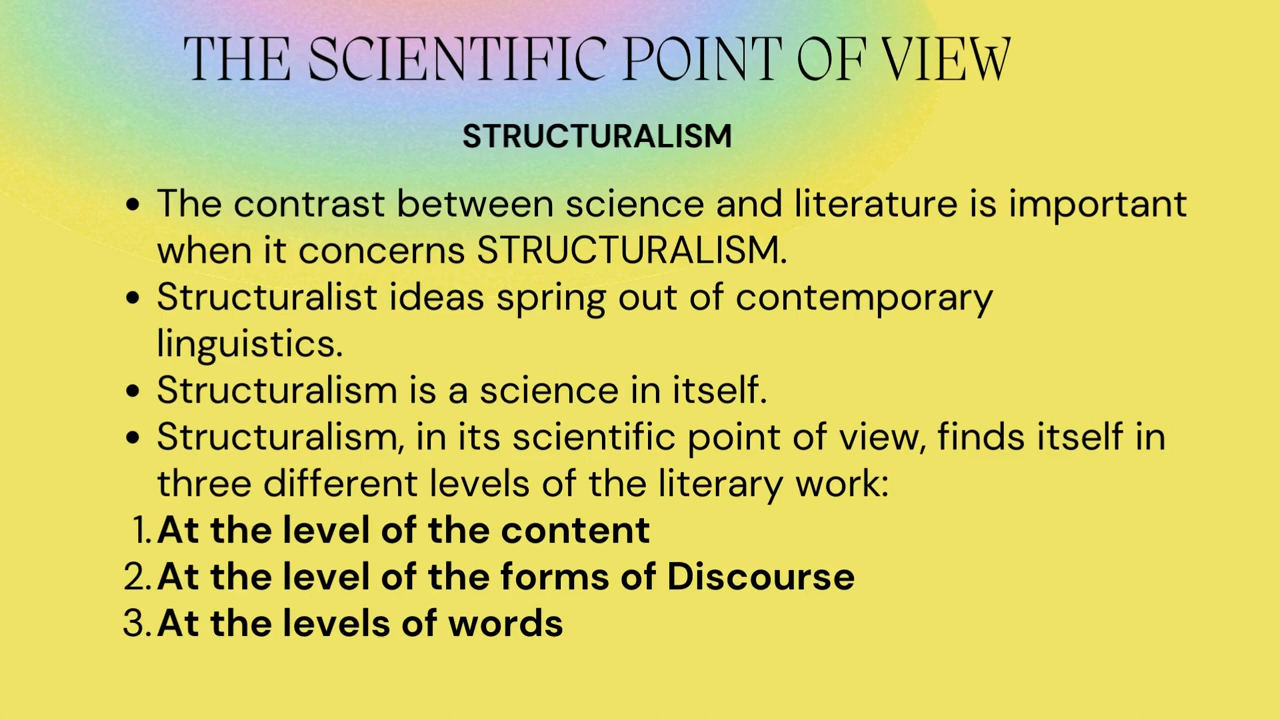 THE SCIENTIFIC POINT OF VIEW
STRUCTURALISM
• The contrast between science and literature is important
when it concerns STRUCTURALISM.
• Structuralist ideas spring out of contemporary
linguistics.
• Structuralism is a science in itself.
• Structuralism, in its scientific point of view, finds itself in
three different levels of the literary work:
1. At the level of the content
2. At the level of the forms of Discourse
3. At the levels of words